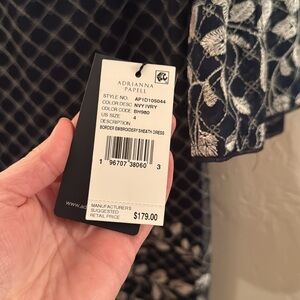 ADRIANNA
PAPELL
STYLE NO. AP1D105044
COLOR DESC NVY/IVRY
COLOR CODE BH980
US SIZE 4
DESCRIPTION
BORDER EMBROIDERY SHEATH DRESS
1 96707 38060 3
MANUFACTURERS
SUGGESTED
RETAIL PRICE $179.00